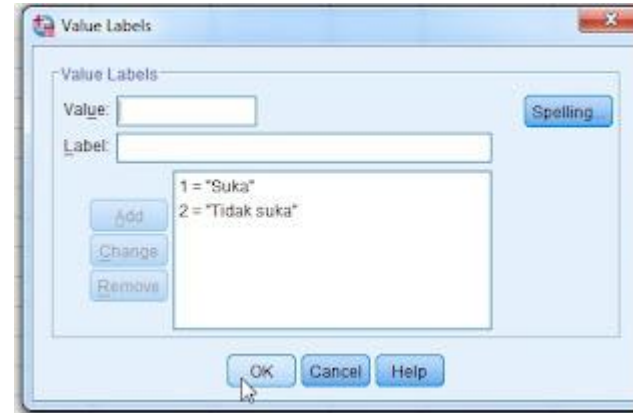 Value Labels
Value Labels
Value:
Spelling...
Label:
1 = "Suka"
2 = "Tidak suka"
Add
Change
Remove
OK Cancel Help